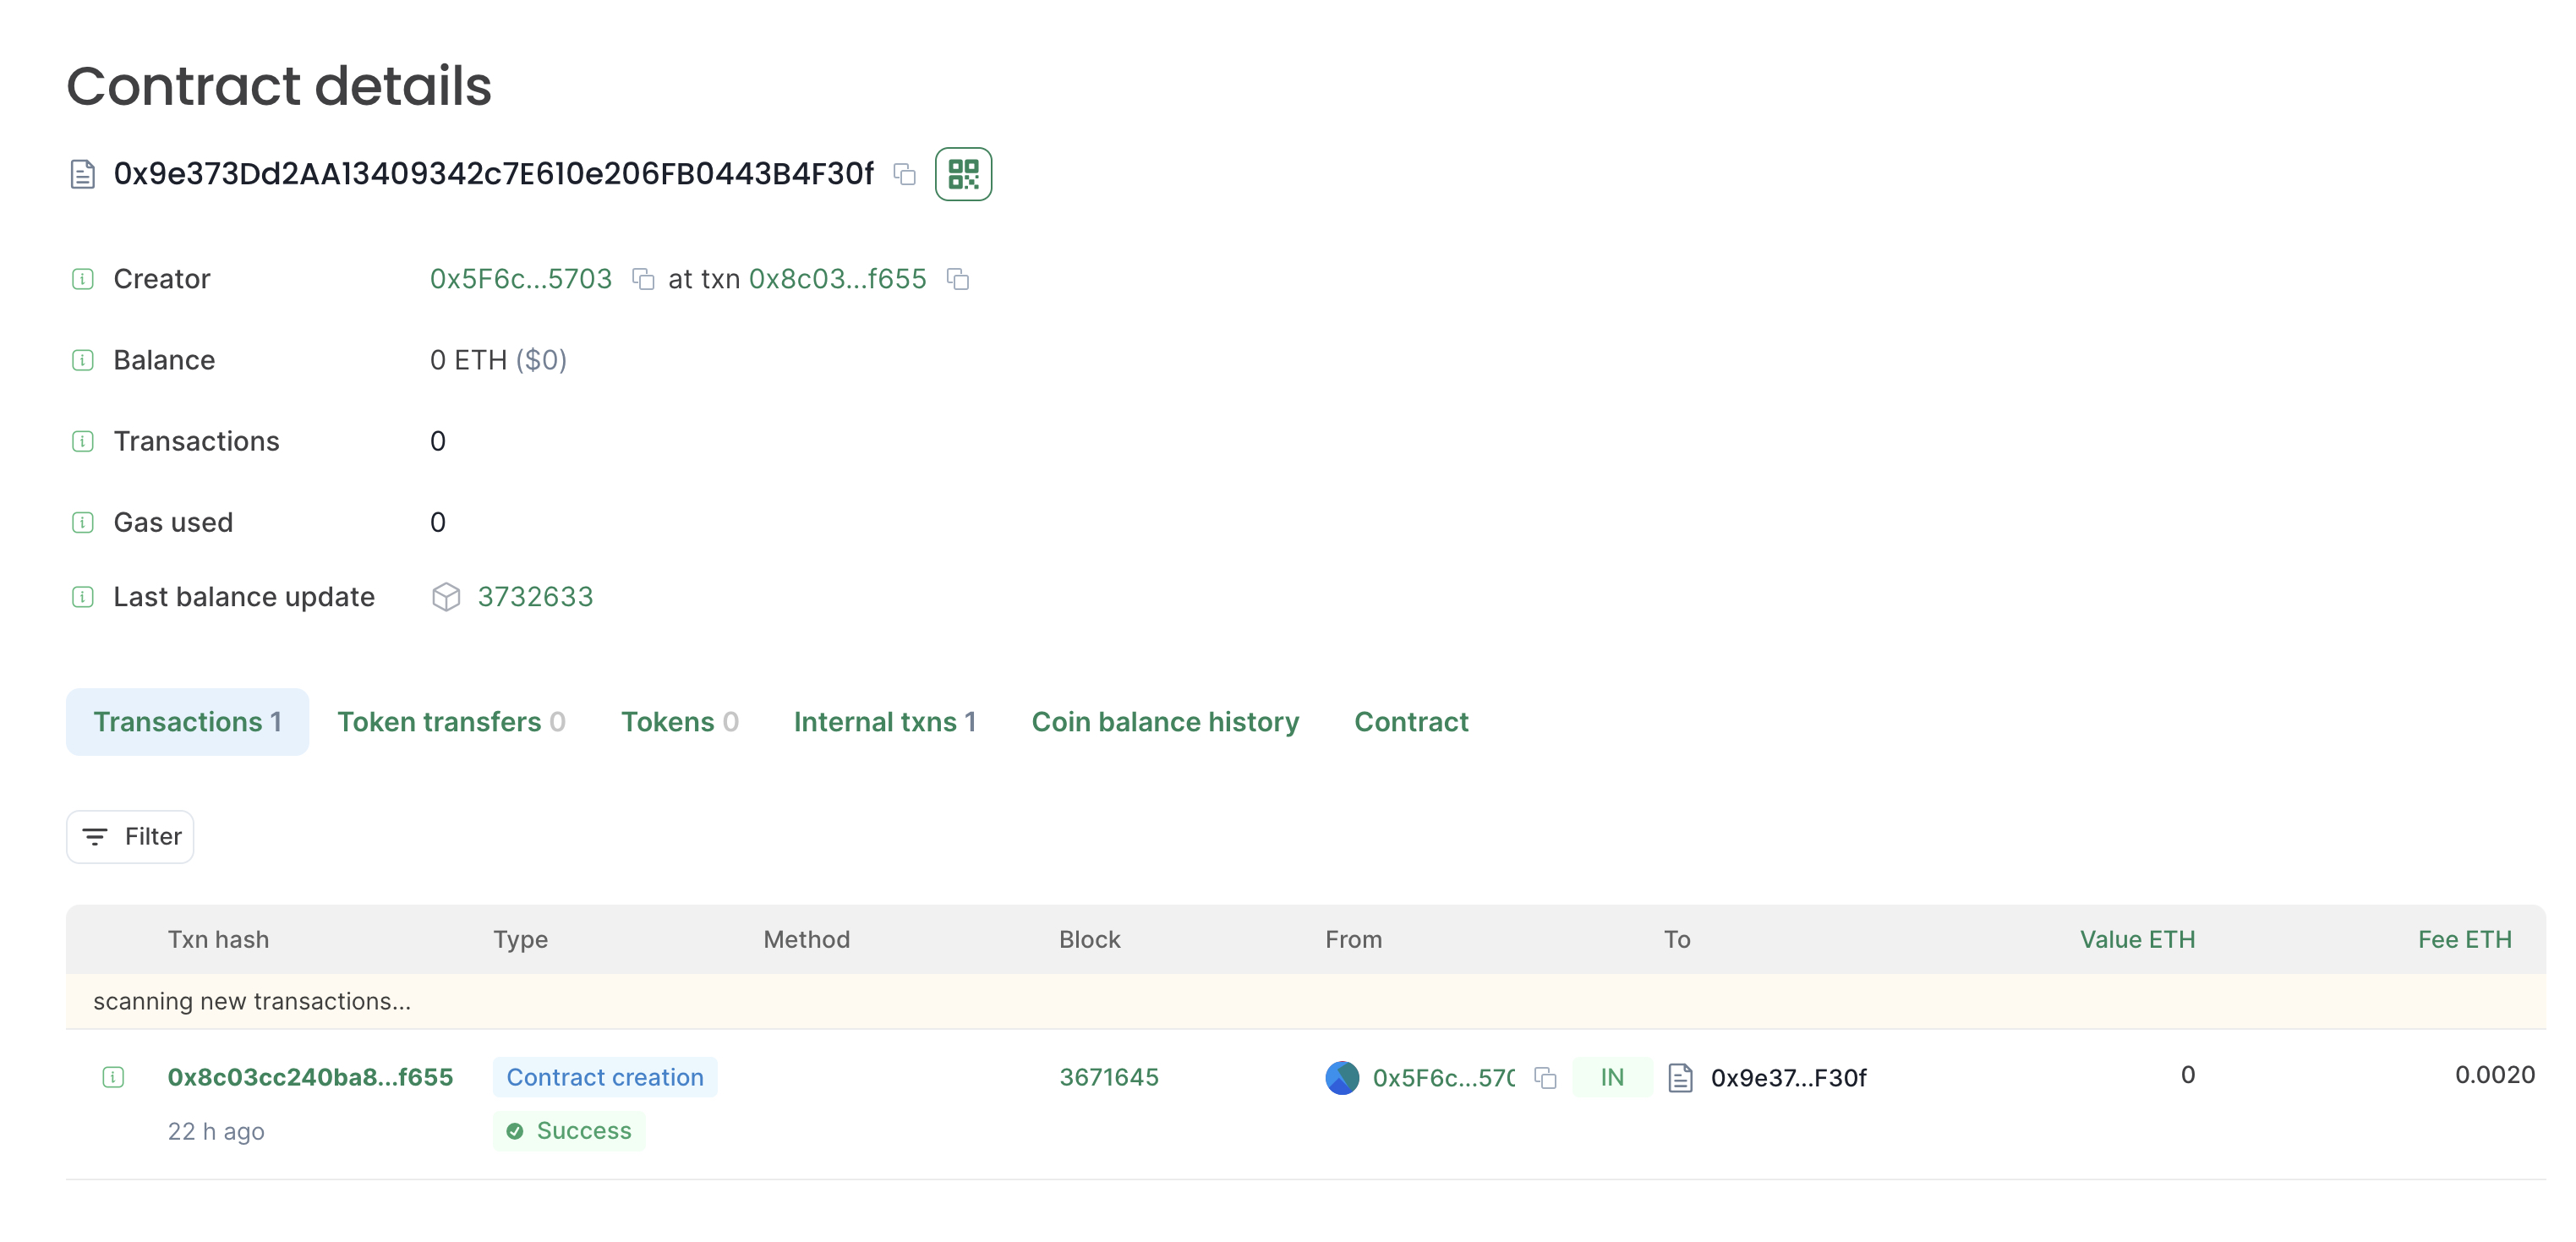 Contract details
0x9e373Dd2AA13409342c7E610e206FB0443B4F30f
Creator 0x5F6c...5703 at txn 0x8c03...f655
Balance 0 ETH ($0)
Transactions 0
Gas used 0
Last balance update 3732633
Transactions 1 Token transfers 0 Tokens 0 Internal txns 1 Coin balance history Contract
Filter
Txn hash Type Method Block From To Value ETH Fee ETH
scanning new transactions...
0x8c03cc240ba8...f655 Contract creation 3671645 0x5F6c...570 IN 0x9e37...F30f 0 0.0020
22 h ago Success